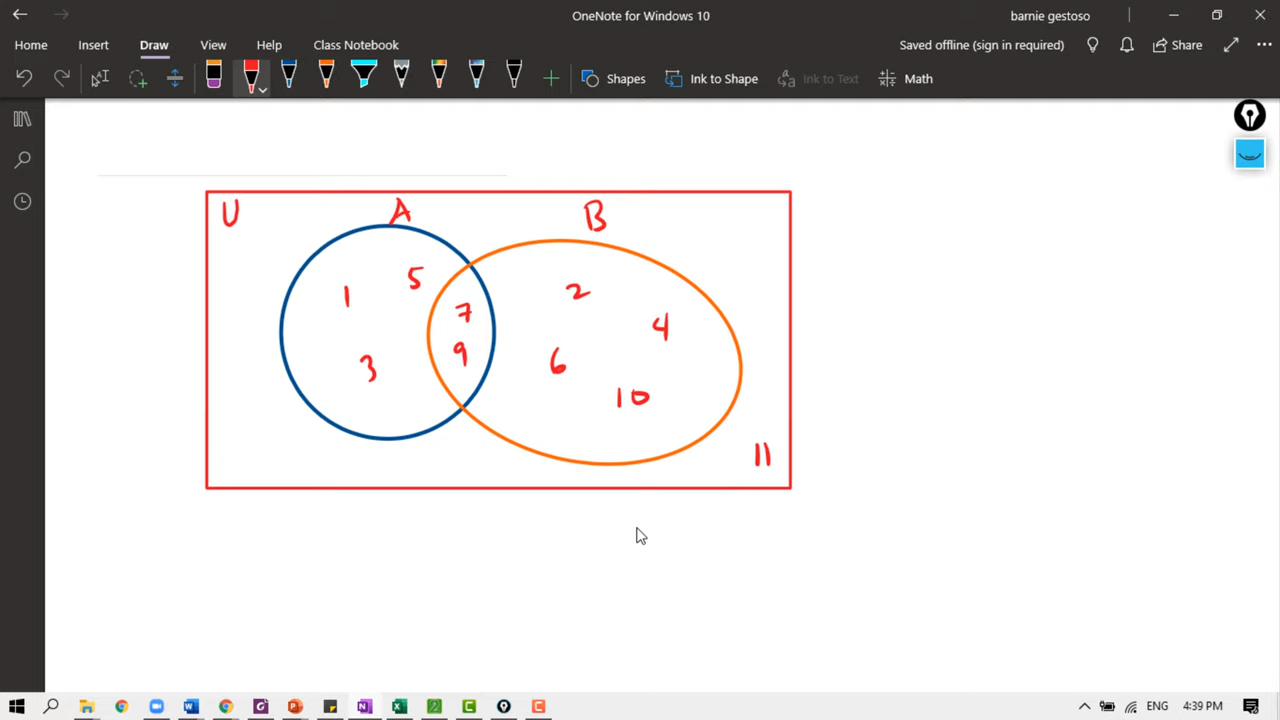 OneNote for Windows 10
barnie gestoso
Home Insert Draw View Help Class Notebook
Saved offline (sign in required) Share
Shapes Ink to Shape Ink to Text Math
U A B
1 5 2
7 4
3 9 6
10
11
ENG 4:39 PM